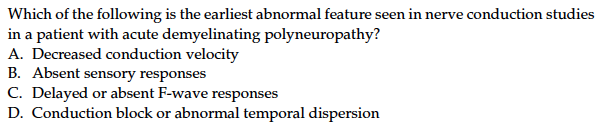 Which of the following is the earliest abnormal feature seen in nerve conduction studies
in a patient with acute demyelinating polyneuropathy?
A. Decreased conduction velocity
B. Absent sensory responses
C. Delayed or absent F-wave responses
D. Conduction block or abnormal temporal dispersion